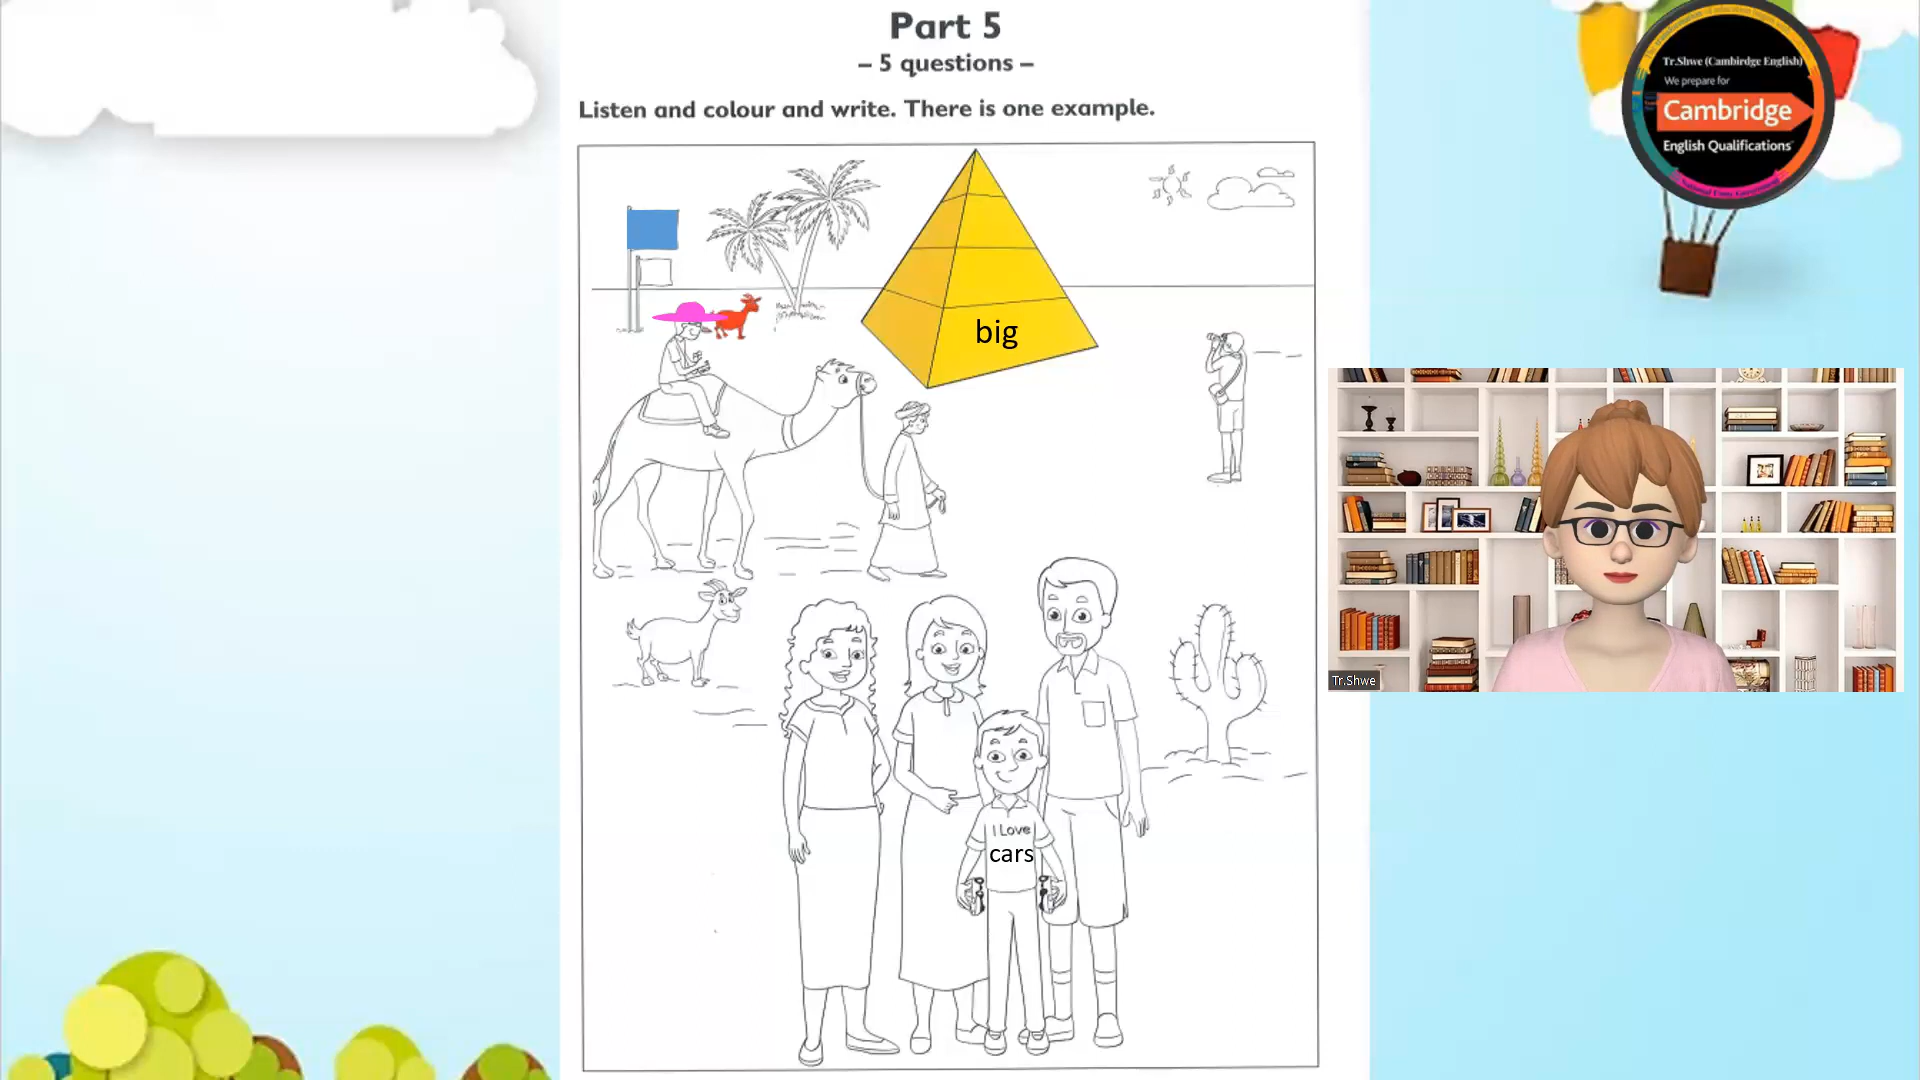 Part 5
– 5 questions –
Listen and colour and write. There is one example.
big
I Love
cars
Tr.Shwe (Cambridge English)
We prepare for
Cambridge
English Qualifications
Tr.Shwe